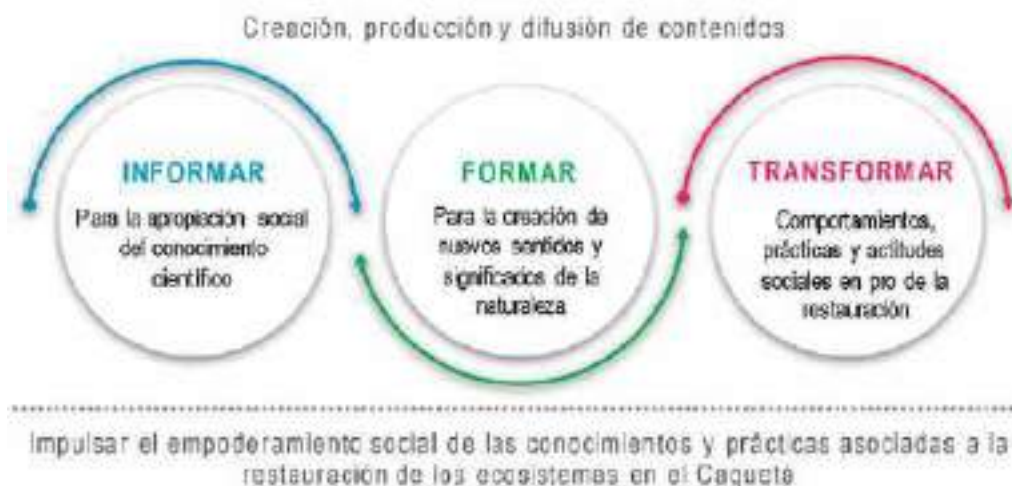 Creación, producción y difusión de contenidos
INFORMAR
Para la apropiación social
del conocimiento
científico
FORMAR
Para la creación de
nuevos sentidos y
significados de la
naturaleza
TRANSFORMAR
Comportamientos,
prácticas y actitudes
sociales en pro de la
restauración
Impulsar el empoderamiento social de las conocimientos y prácticas asociadas a la
restauración de los ecosistemas en el Caquetá